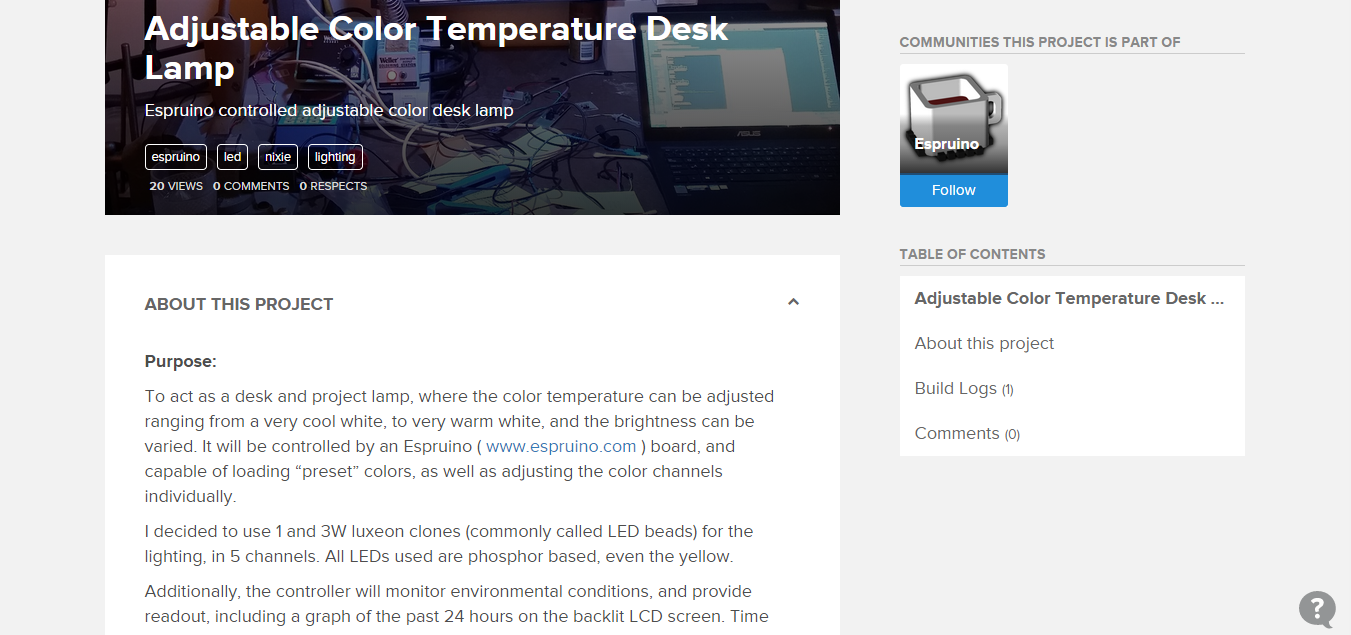 Adjustable Color Temperature Desk
Lamp
Espruino controlled adjustable color desk lamp
espruino led nixie lighting
20 VIEWS 0 COMMENTS 0 RESPECTS
Weller
ASUS
ABOUT THIS PROJECT
Purpose:
To act as a desk and project lamp, where the color temperature can be adjusted
ranging from a very cool white, to very warm white, and the brightness can be
varied. It will be controlled by an Espruino ( www.espruino.com ) board, and
capable of loading “preset” colors, as well as adjusting the color channels
individually.
I decided to use 1 and 3W luxeon clones (commonly called LED beads) for the
lighting, in 5 channels. All LEDs used are phosphor based, even the yellow.
Additionally, the controller will monitor environmental conditions, and provide
readout, including a graph of the past 24 hours on the backlit LCD screen. Time
COMMUNITIES THIS PROJECT IS PART OF
Espruino
Follow
TABLE OF CONTENTS
Adjustable Color Temperature Desk ...
About this project
Build Logs (1)
Comments (0)
?